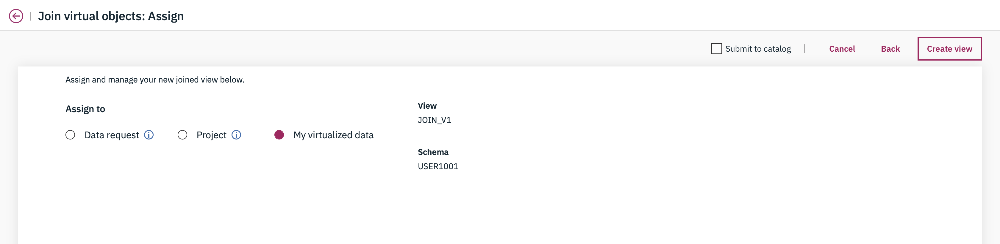 Join virtual objects: Assign
Submit to catalog
Cancel
Back
Create view
Assign and manage your new joined view below.
Assign to
Data request
Project
My virtualized data
View
JOIN_V1
Schema
USER1001